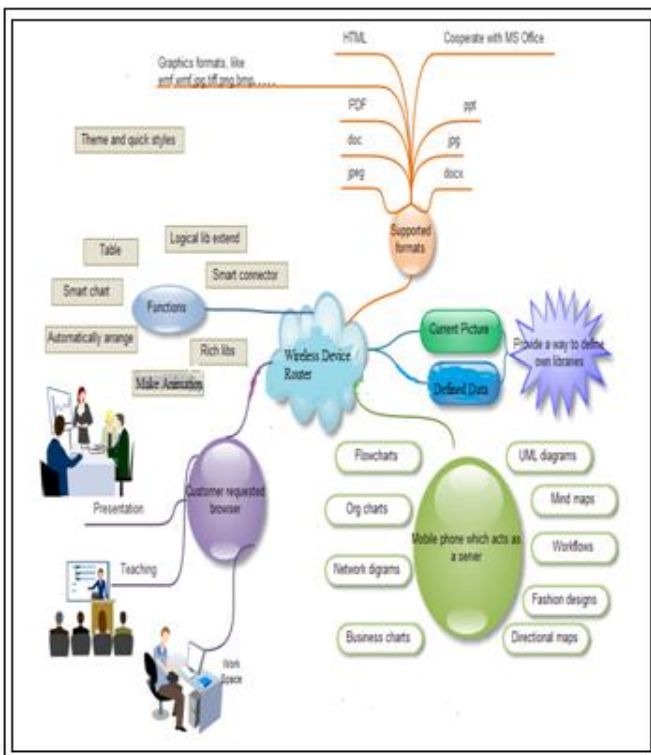 HTML
Cooperate with MS Office
Graphics formats, like
emf,wmf,jpg,tiff,png,bmp......
PDF
ppt
doc
jpg
jpeg
docx
Supported
formats
Theme and quick styles
Logical lib extend
Table
Smart connector
Smart chart
Functions
Automatically arrange
Rich libs
Make Animation
Wireless Device
Router
Current Picture
Defined Data
Provide a way to define
own libraries
Customer requested
browser
Presentation
Teaching
Work
Space
Flowcharts
UML diagrams
Org charts
Mind maps
Mobile phone which acts as
a server
Network digrams
Workflows
Fashion designs
Business charts
Directional maps